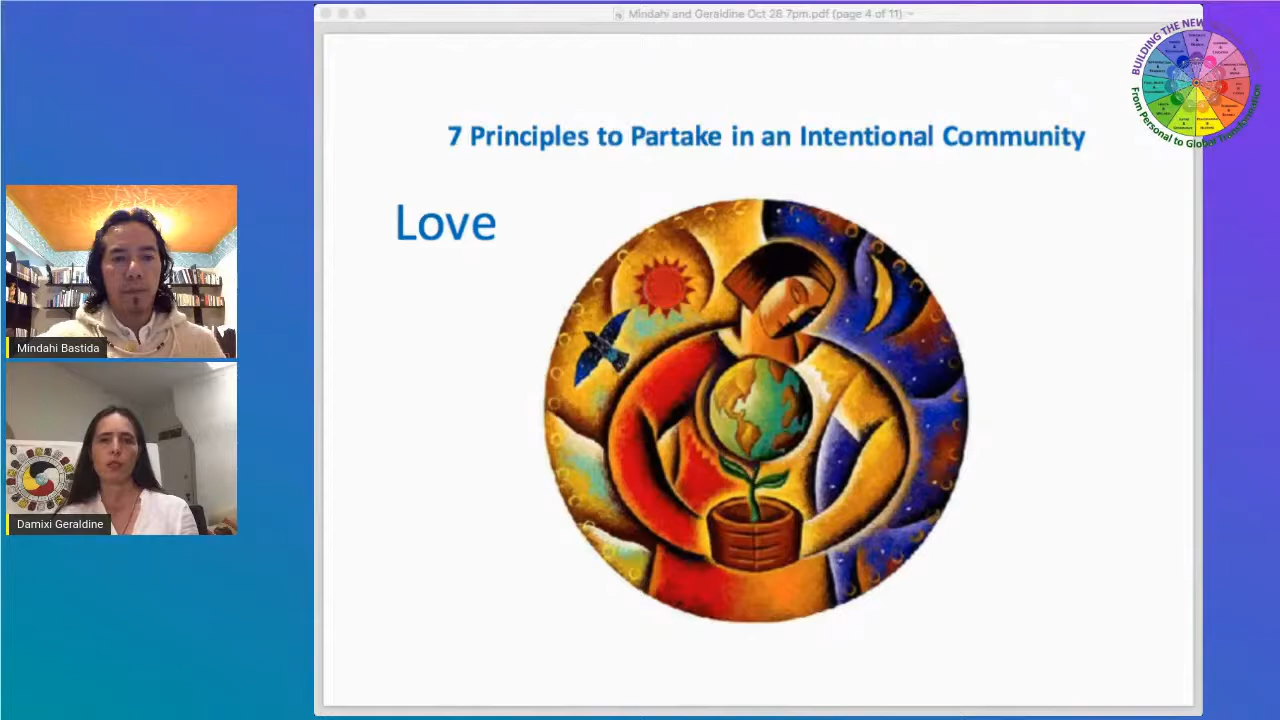 Mindahi and Geraldine Oct 28 7pm.pdf (page 4 of 11)
7 Principles to Partake in an Intentional Community
Love
Mindahi Bastida
Damixi Geraldine
BUILDING THE NEW
From Personal to Global Transformation